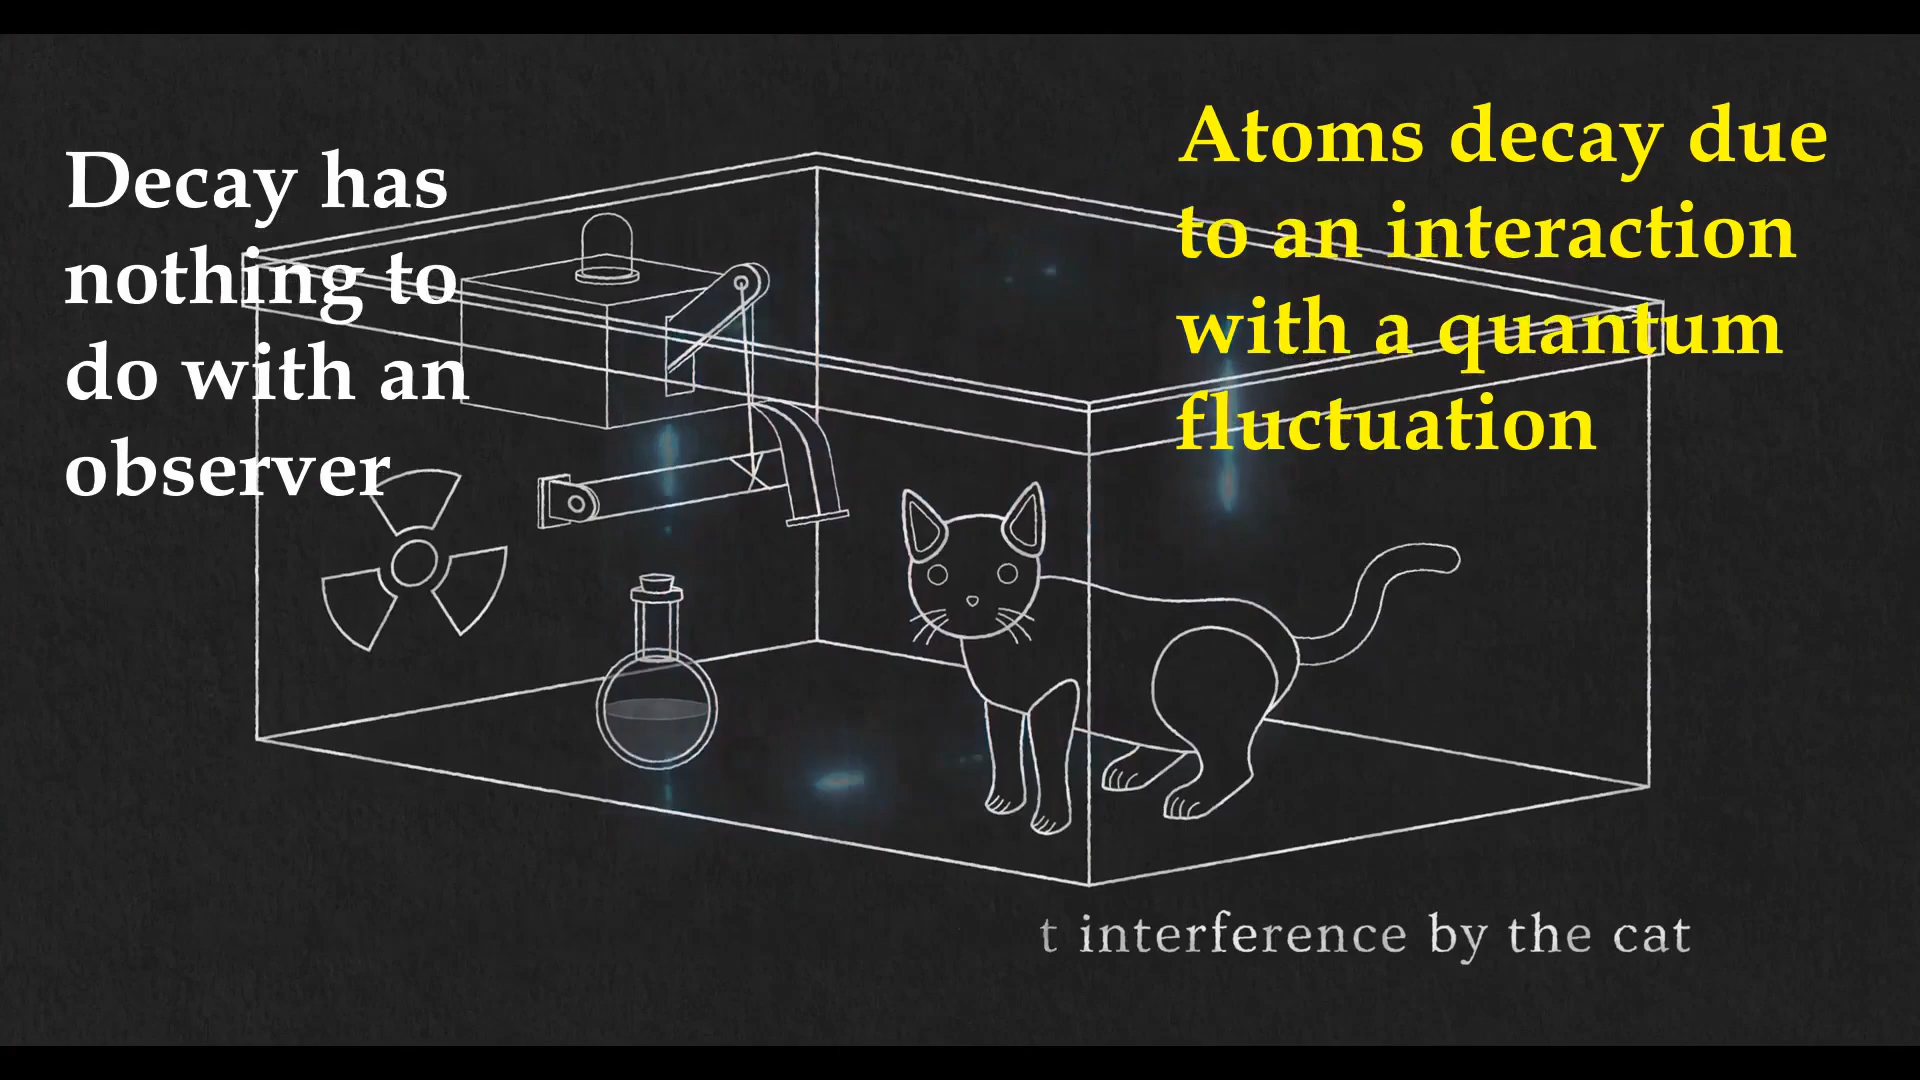 Decay has
nothing to
do with an
observer
Atoms decay due
to an interaction
with a quantum
fluctuation
t interference by the cat